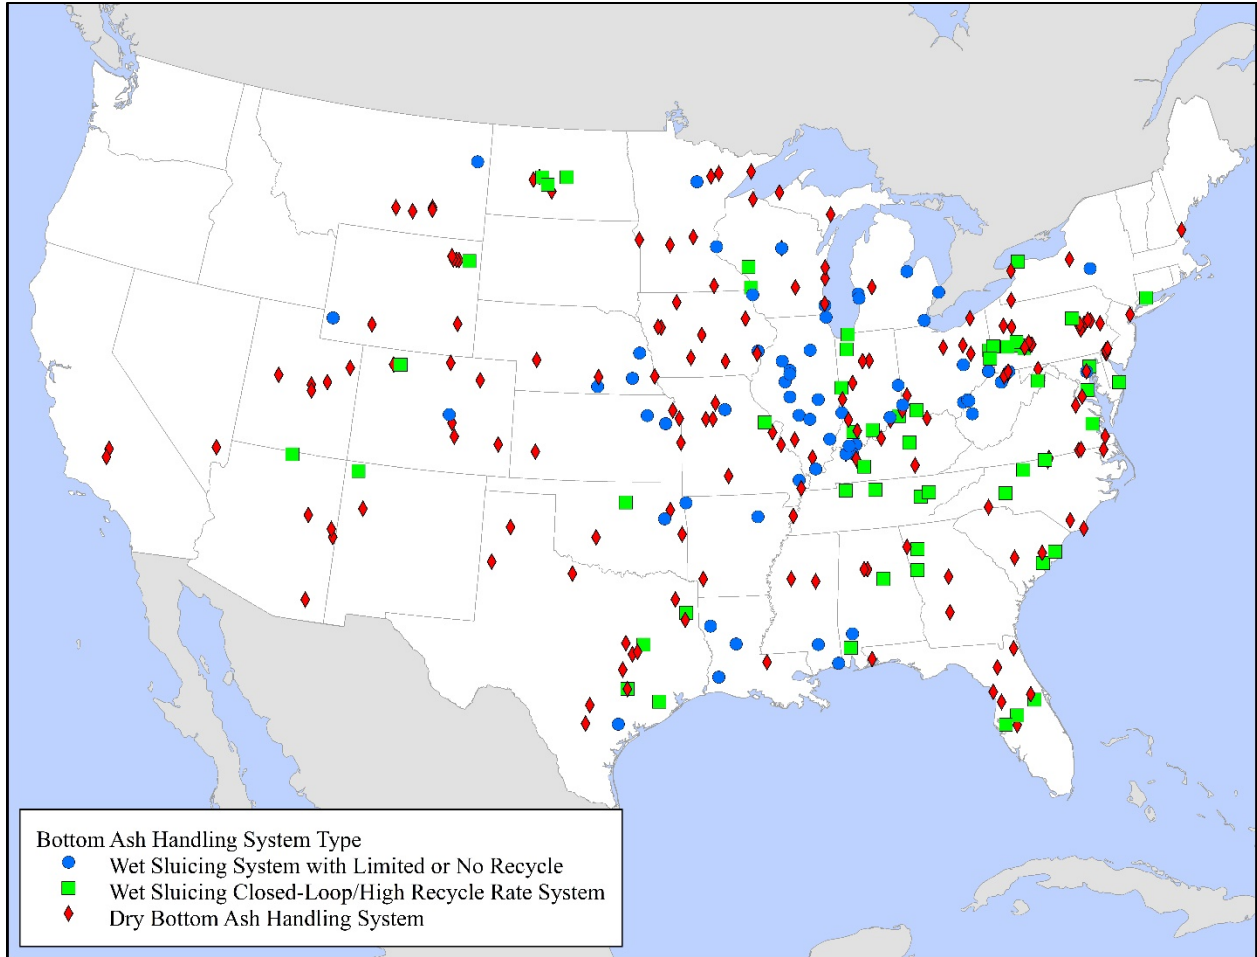 Bottom Ash Handling System Type
Wet Sluicing System with Limited or No Recycle
Wet Sluicing Closed-Loop/High Recycle Rate System
Dry Bottom Ash Handling System